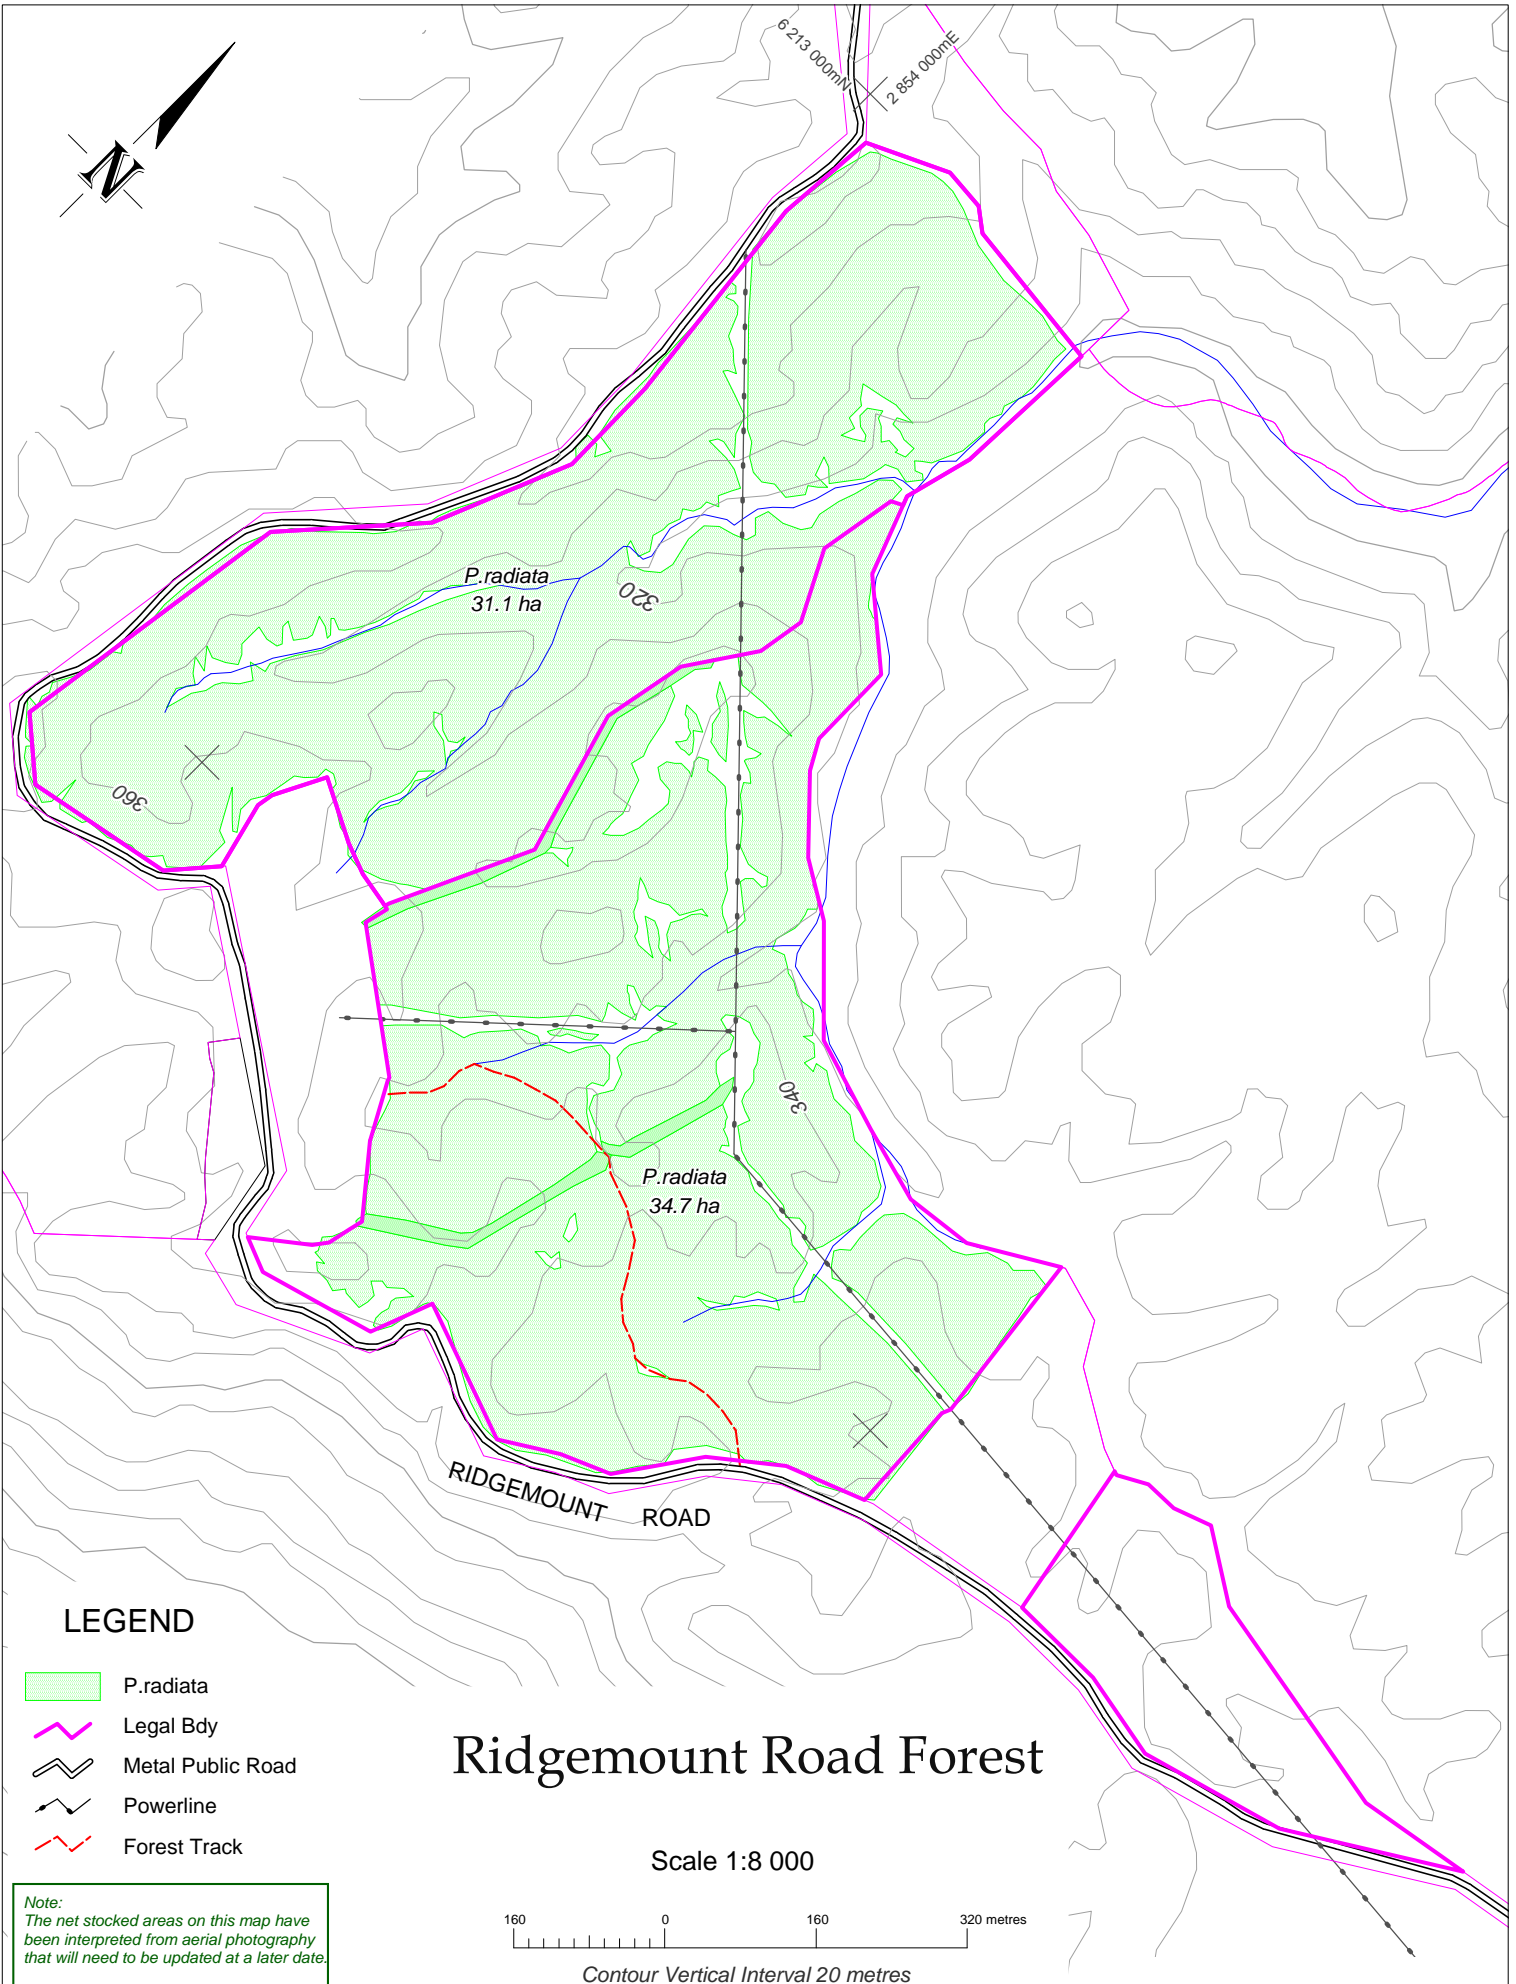 6 213 000mN
2 854 000mE
N
P.radiata
31.1 ha
320
360
340
P.radiata
34.7 ha
RIDGEMOUNT ROAD
LEGEND
P.radiata
Legal Bdy
Metal Public Road
Powerline
Forest Track
Ridgemount Road Forest
Scale 1:8 000
160 0 160 320 metres
Contour Vertical Interval 20 metres
Note:
The net stocked areas on this map have
been interpreted from aerial photography
that will need to be updated at a later date.